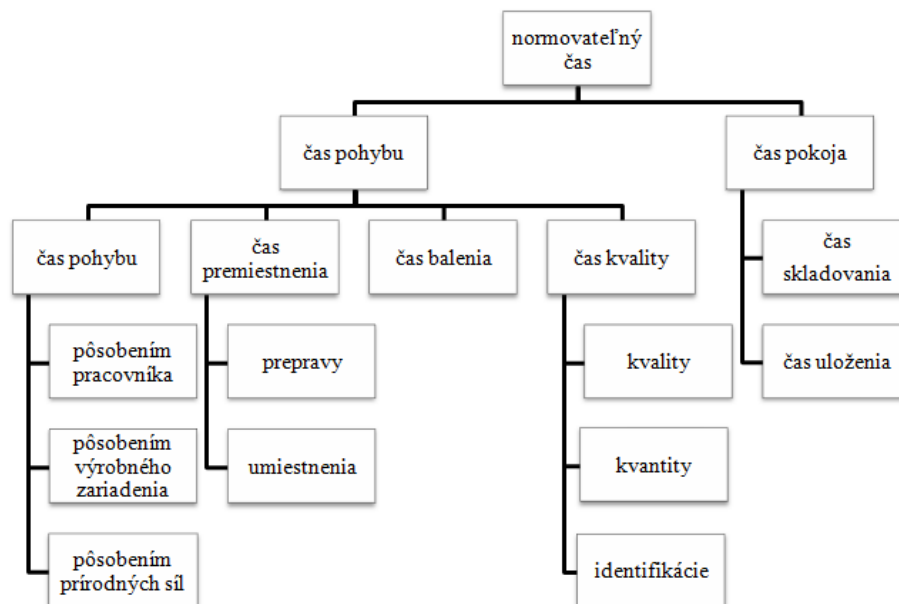 normovateľný
čas
čas pohybu
čas pokoja
čas pohybu
čas
premiestnenia
čas balenia
čas kvality
čas
skladovania
pôsobením
pracovníka
prepravy
kvality
čas uloženia
pôsobením
výrobného
zariadenia
umiestnenia
kvantity
pôsobením
prírodných síl
identifikácie